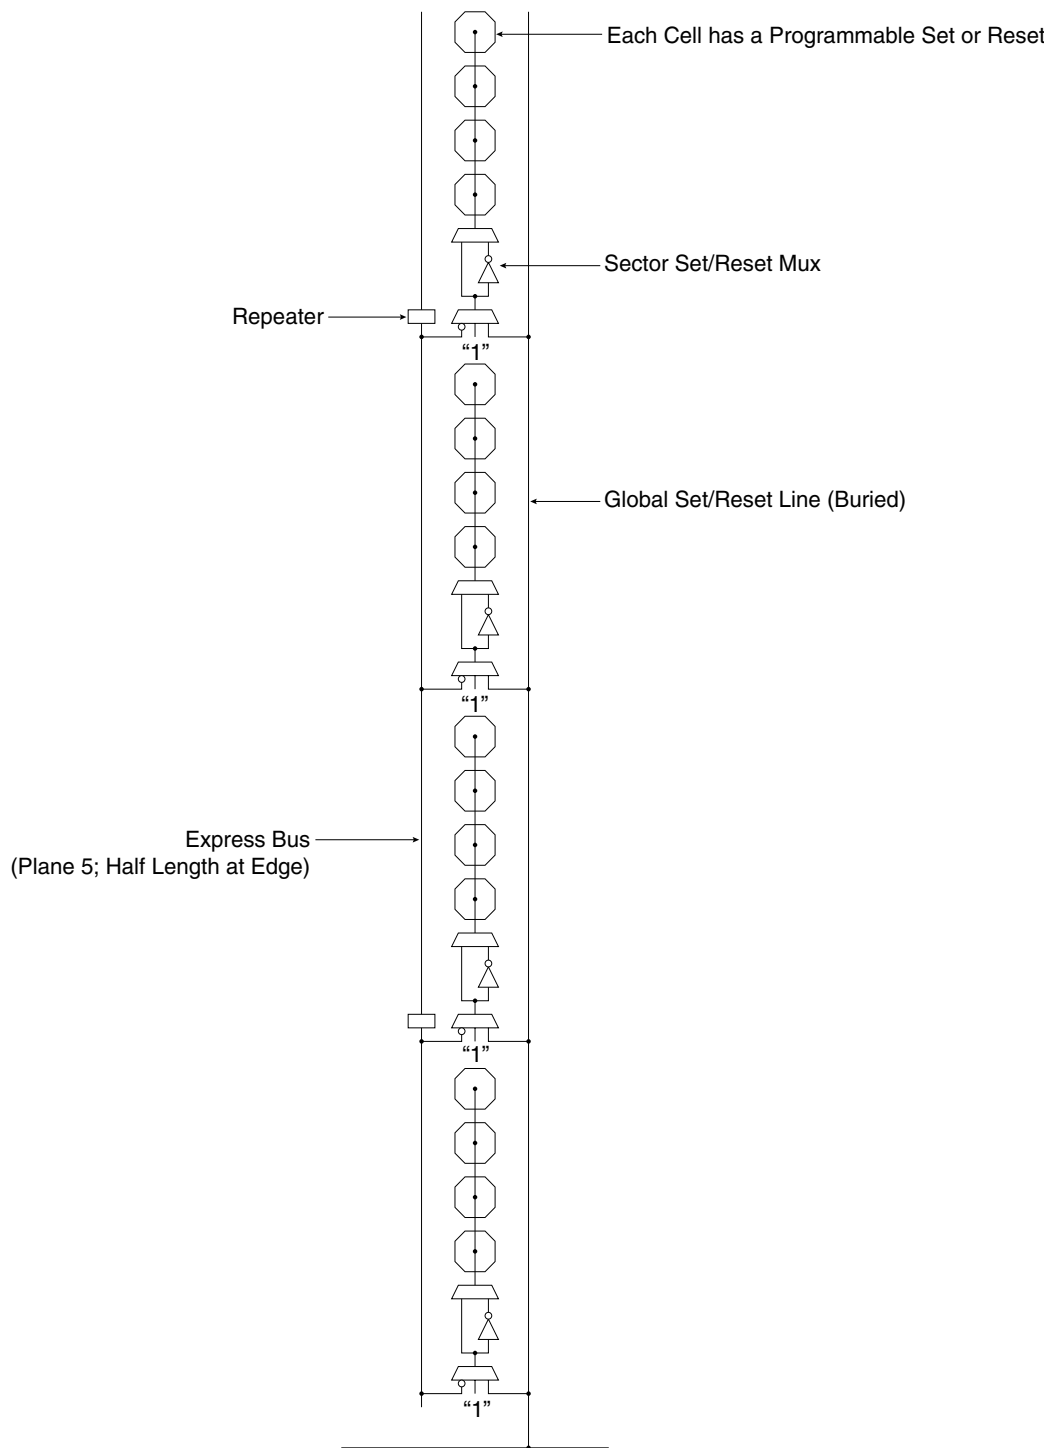 Each Cell has a Programmable Set or Reset
Sector Set/Reset Mux
Repeater
“1”
Global Set/Reset Line (Buried)
“1”
Express Bus
(Plane 5; Half Length at Edge)
“1”
“1”